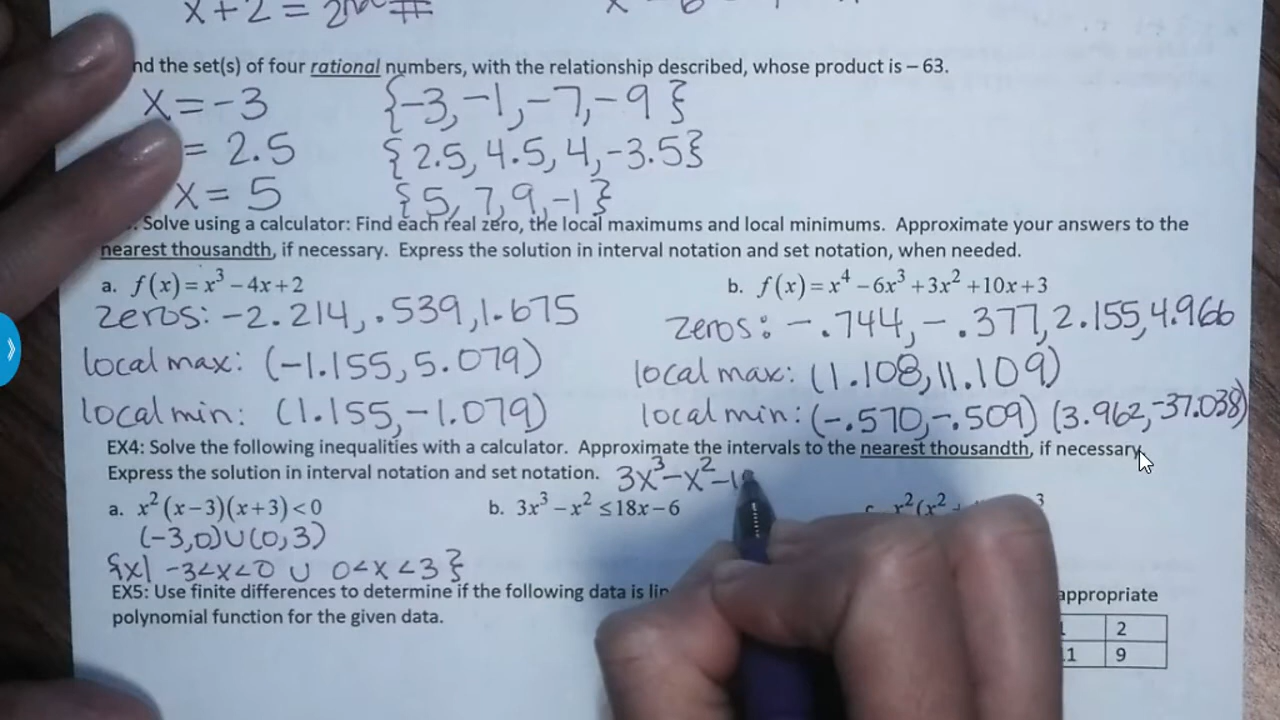 x+2 = 2nd #
nd the set(s) of four rational numbers, with the relationship described, whose product is – 63.
x = -3 {-3, -1, -7, -9}
= 2.5 {2.5, 4.5, 4, -3.5}
x = 5 {5, 7, 9, -1}
Solve using a calculator: Find each real zero, the local maximums and local minimums. Approximate your answers to the
nearest thousandth, if necessary. Express the solution in interval notation and set notation, when needed.
a. f(x) = x³ − 4x + 2 b. f(x) = x⁴ − 6x³ + 3x² + 10x + 3
zeros: -2.214, .539, 1.675 zeros: -.744, -.377, 2.155, 4.966
local max: (-1.155, 5.079) local max: (1.108, 11.109)
local min: (1.155, -1.079) local min: (-.570, -.509) (3.962, -37.038)
EX4: Solve the following inequalities with a calculator. Approximate the intervals to the nearest thousandth, if necessary.
Express the solution in interval notation and set notation. 3x³-x²-1
a. x²(x−3)(x+3) < 0 b. 3x³ − x² ≤ 18x − 6 x²(x² 3
(-3,0)∪(0,3)
{x| -3<x<0 ∪ 0<x<3}
EX5: Use finite differences to determine if the following data is appropriate
polynomial function for the given data.
2
1 9